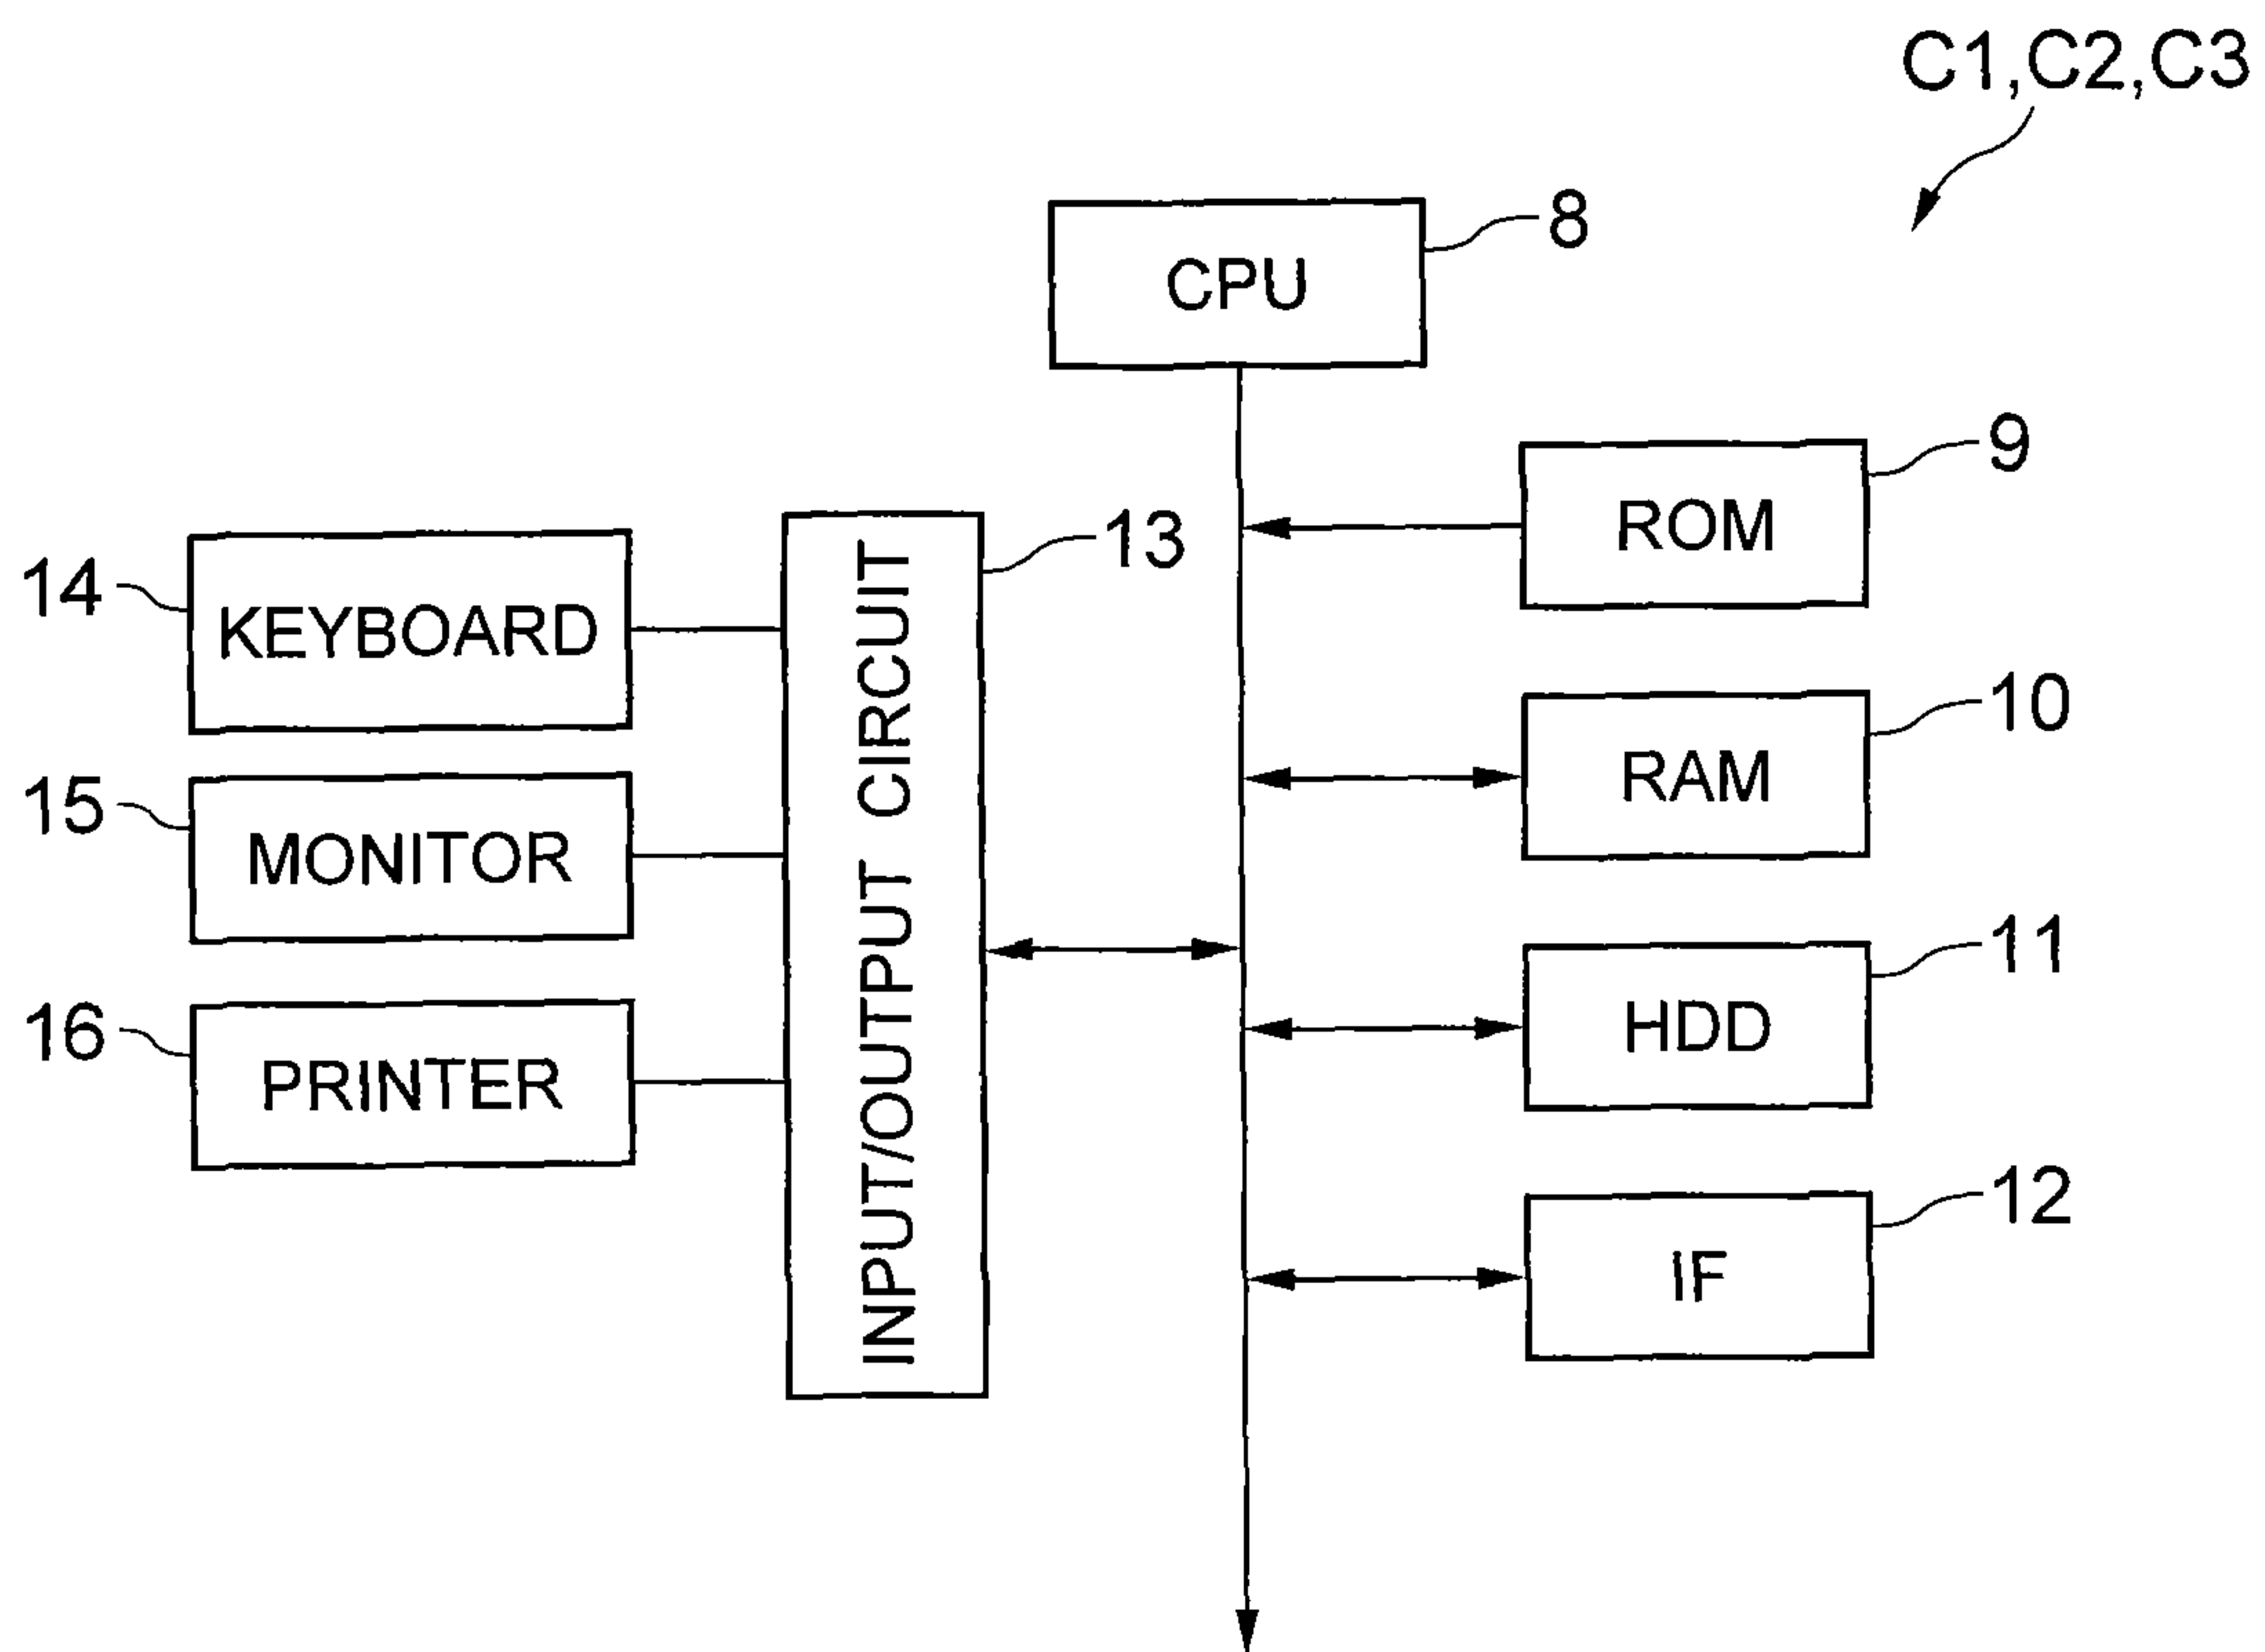 C1,C2,C3
8
CPU
9
ROM
13
14
KEYBOARD
INPUT/OUTPUT CIRCUIT
10
RAM
15
MONITOR
11
HDD
16
PRINTER
12
IF